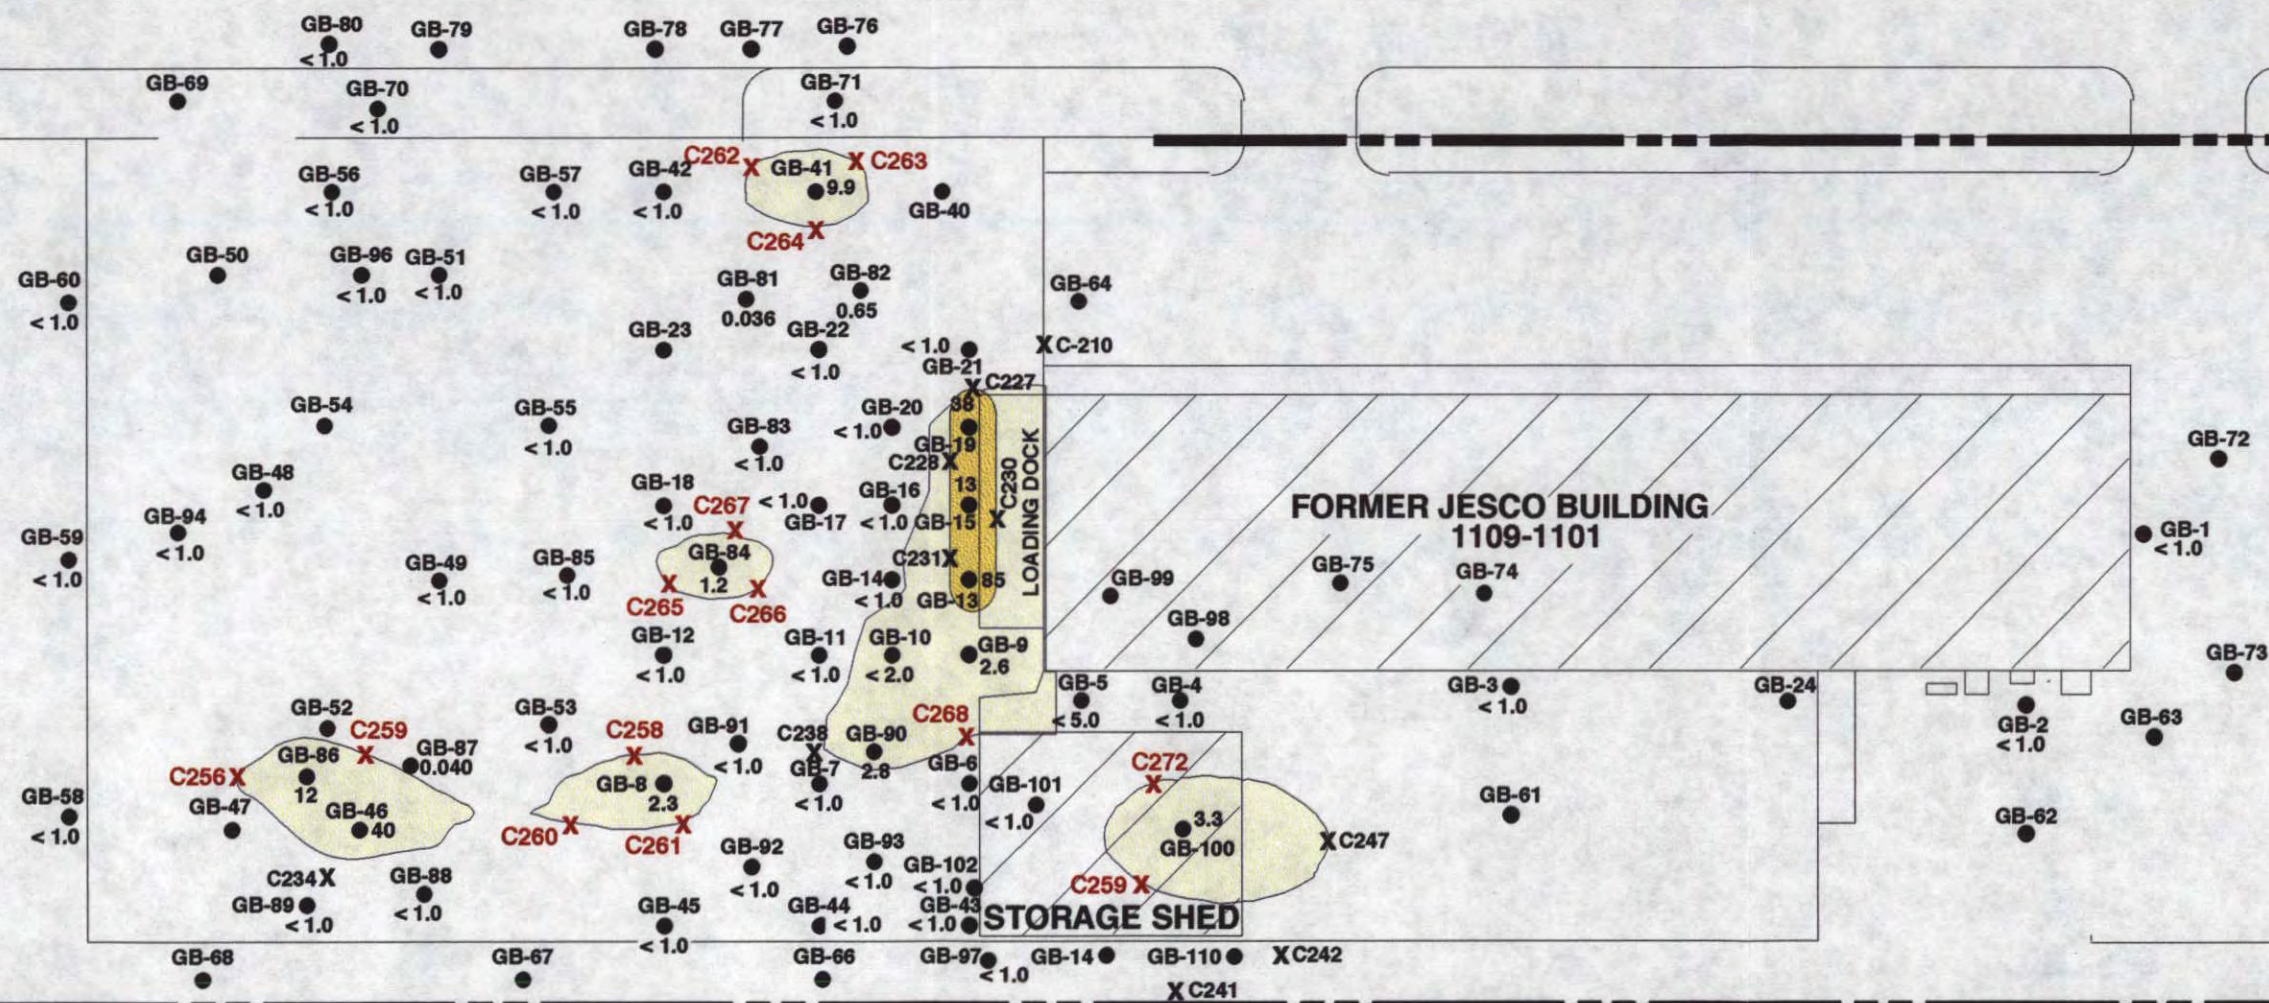 GB-80
< 1.0
GB-79
GB-78
GB-77
GB-76
GB-69
GB-70
< 1.0
GB-71
< 1.0
GB-56
< 1.0
GB-57
< 1.0
GB-42
< 1.0
C262
GB-41
9.9
C263
C264
GB-40
GB-60
< 1.0
GB-50
GB-96
< 1.0
GB-51
< 1.0
GB-81
0.036
GB-82
0.65
GB-64
GB-23
GB-22
< 1.0
< 1.0
GB-21
X C-210
X C227
GB-54
GB-55
< 1.0
GB-83
< 1.0
GB-20
< 1.0
38
GB-19
C228 X
GB-72
GB-48
< 1.0
GB-94
< 1.0
GB-18
< 1.0
C267
< 1.0
GB-17
GB-16
< 1.0
13
GB-15
X C230
LOADING DOCK
FORMER JESCO BUILDING
1109-1101
GB-1
< 1.0
GB-59
< 1.0
GB-49
< 1.0
GB-85
< 1.0
GB-84
1.2
C265
C266
C231 X
GB-14
< 1.0
85
GB-13
GB-99
GB-75
GB-74
GB-98
GB-12
< 1.0
GB-11
< 1.0
GB-10
< 2.0
GB-9
2.6
GB-73
GB-5
< 5.0
GB-4
< 1.0
GB-3
< 1.0
GB-24
GB-2
< 1.0
GB-63
GB-52
C259
GB-53
< 1.0
C258
GB-91
< 1.0
C238
X
GB-90
2.8
C268
C256
GB-86
12
GB-87
0.040
GB-8
2.3
GB-7
< 1.0
GB-6
< 1.0
GB-101
< 1.0
C272
GB-58
< 1.0
GB-47
GB-46
40
C260
C261
3.3
GB-100
X C247
GB-61
GB-62
C234 X
GB-89
< 1.0
GB-88
< 1.0
GB-92
< 1.0
GB-93
< 1.0
GB-102
< 1.0
C259
GB-45
< 1.0
GB-44
< 1.0
GB-43
< 1.0
STORAGE SHED
GB-68
GB-67
GB-66
GB-97
< 1.0
GB-14
GB-110
X C242
X C241